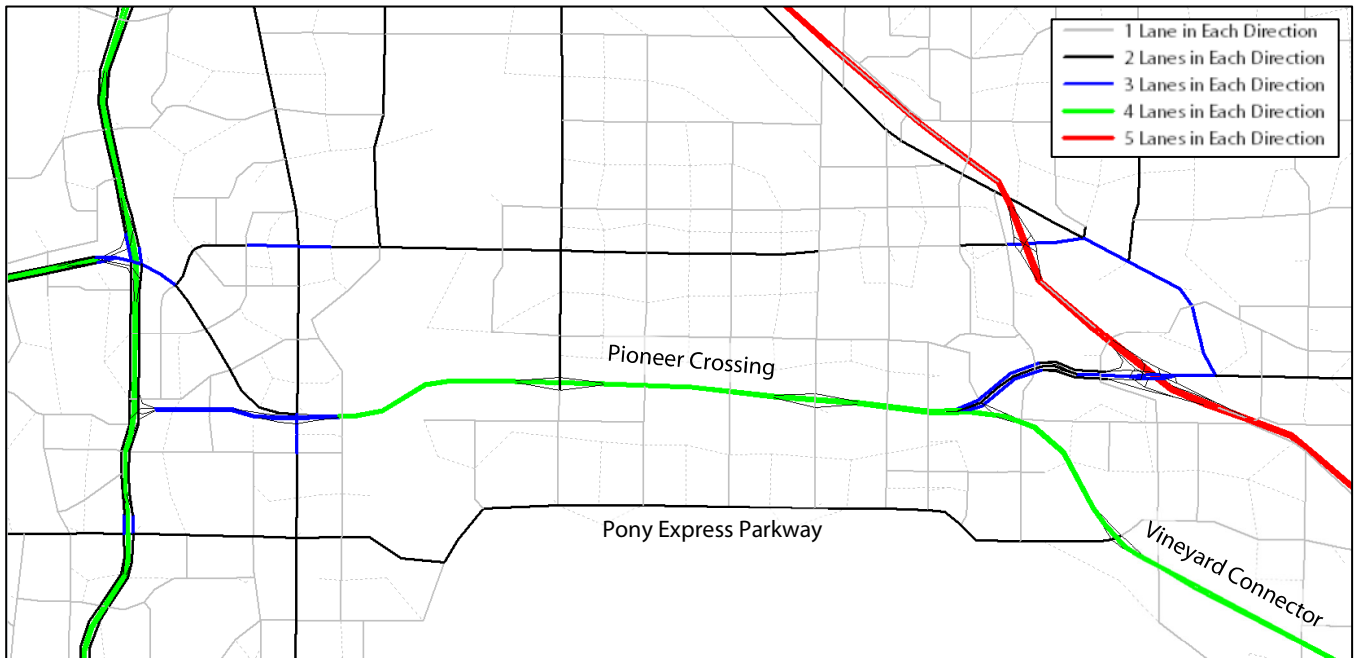 1 Lane in Each Direction
2 Lanes in Each Direction
3 Lanes in Each Direction
4 Lanes in Each Direction
5 Lanes in Each Direction
Pioneer Crossing
Pony Express Parkway
Vineyard Connector